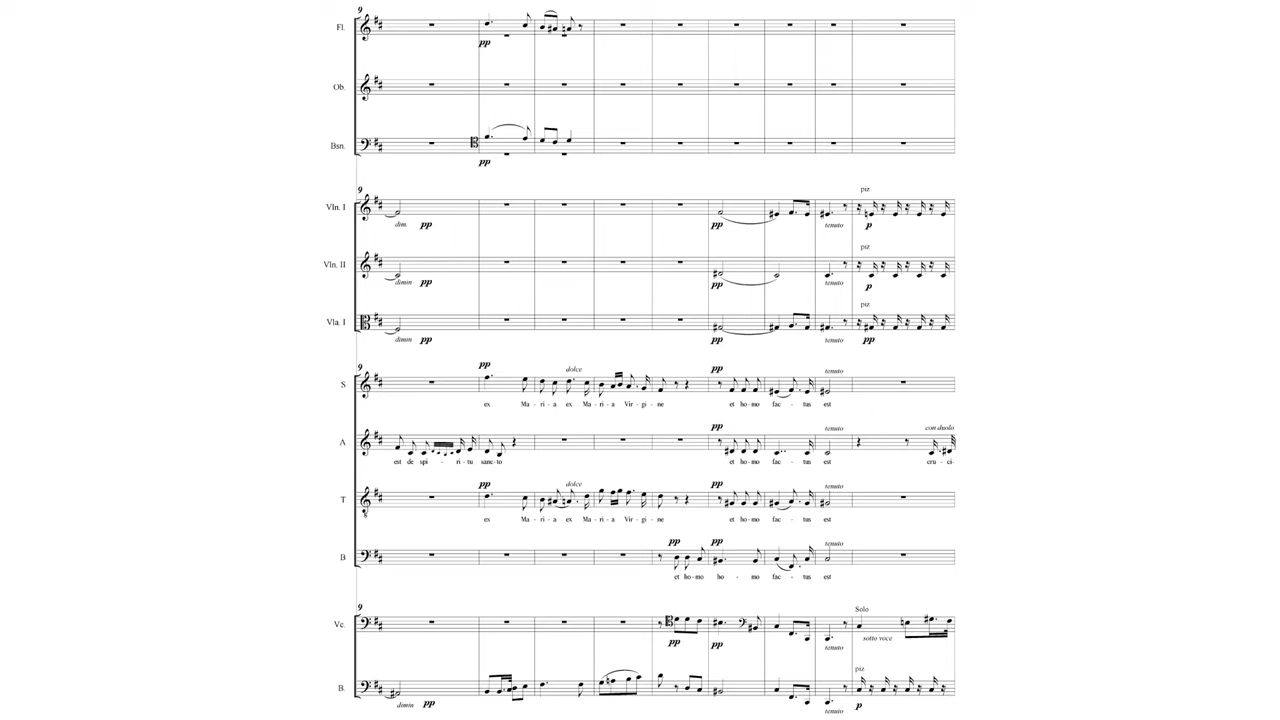 9
Fl.
pp
Ob.
Bsn.
pp
9
piz
Vln. I
dim. pp pp tenuto p
piz
Vln. II
dimin pp pp tenuto p
piz
Vla. I
dimin pp pp tenuto pp
9
pp dolce pp tenuto
S
ex Ma - ri - a ex Ma - ri - a Vir - gi - ne et ho - mo fac - tus est
pp tenuto con duolo
A
est de spi - ri - tu sanc-to et ho - mo fac - tus est cru - ci-
pp dolce pp tenuto
T
8
ex Ma - ri - a ex Ma - ri - a Vir - gi - ne et ho - mo fac - tus est
pp pp tenuto
B
et ho - mo ho - mo fac - tus est
9
Solo
Vc.
pp pp tenuto sotto voce
piz
B.
dimin pp tenuto p